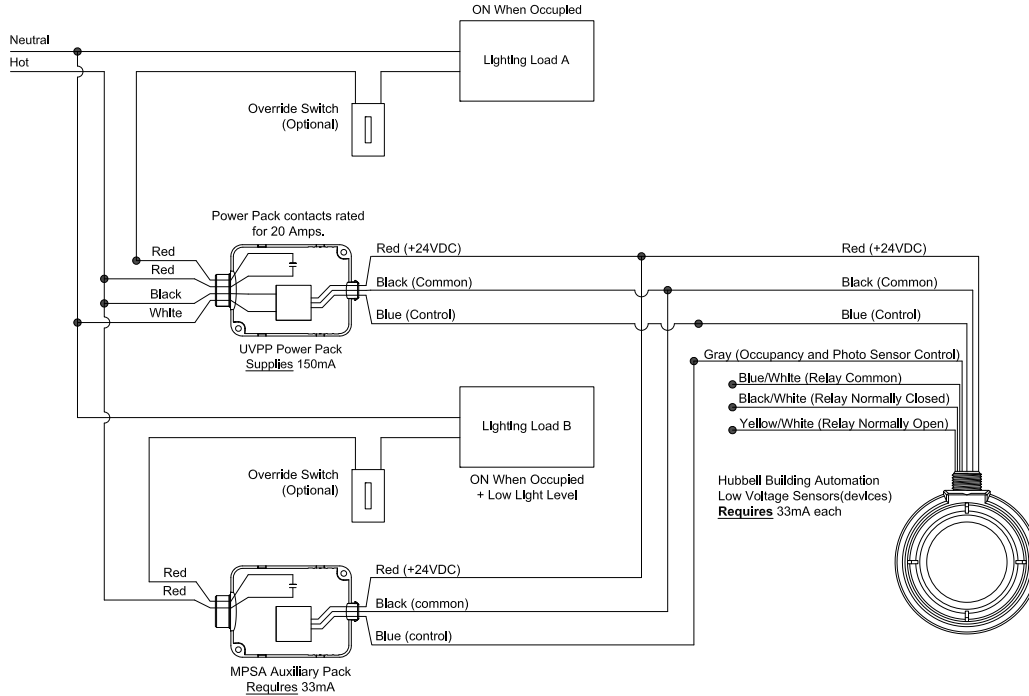 ON When Occupied
Neutral
Hot
Lighting Load A
Override Switch
(Optional)
Power Pack contacts rated
for 20 Amps.
Red
Red
Black
White
Red (+24VDC)
Black (Common)
Blue (Control)
Red (+24VDC)
Black (Common)
Blue (Control)
UVPP Power Pack
Supplies 150mA
Gray (Occupancy and Photo Sensor Control)
Blue/White (Relay Common)
Black/White (Relay Normally Closed)
Yellow/White (Relay Normally Open)
Lighting Load B
Override Switch
(Optional)
ON When Occupied
+ Low Light Level
Hubbell Building Automation
Low Voltage Sensors(devices)
Requires 33mA each
Red
Red
Red (+24VDC)
Black (common)
Blue (control)
MPSA Auxiliary Pack
Requires 33mA